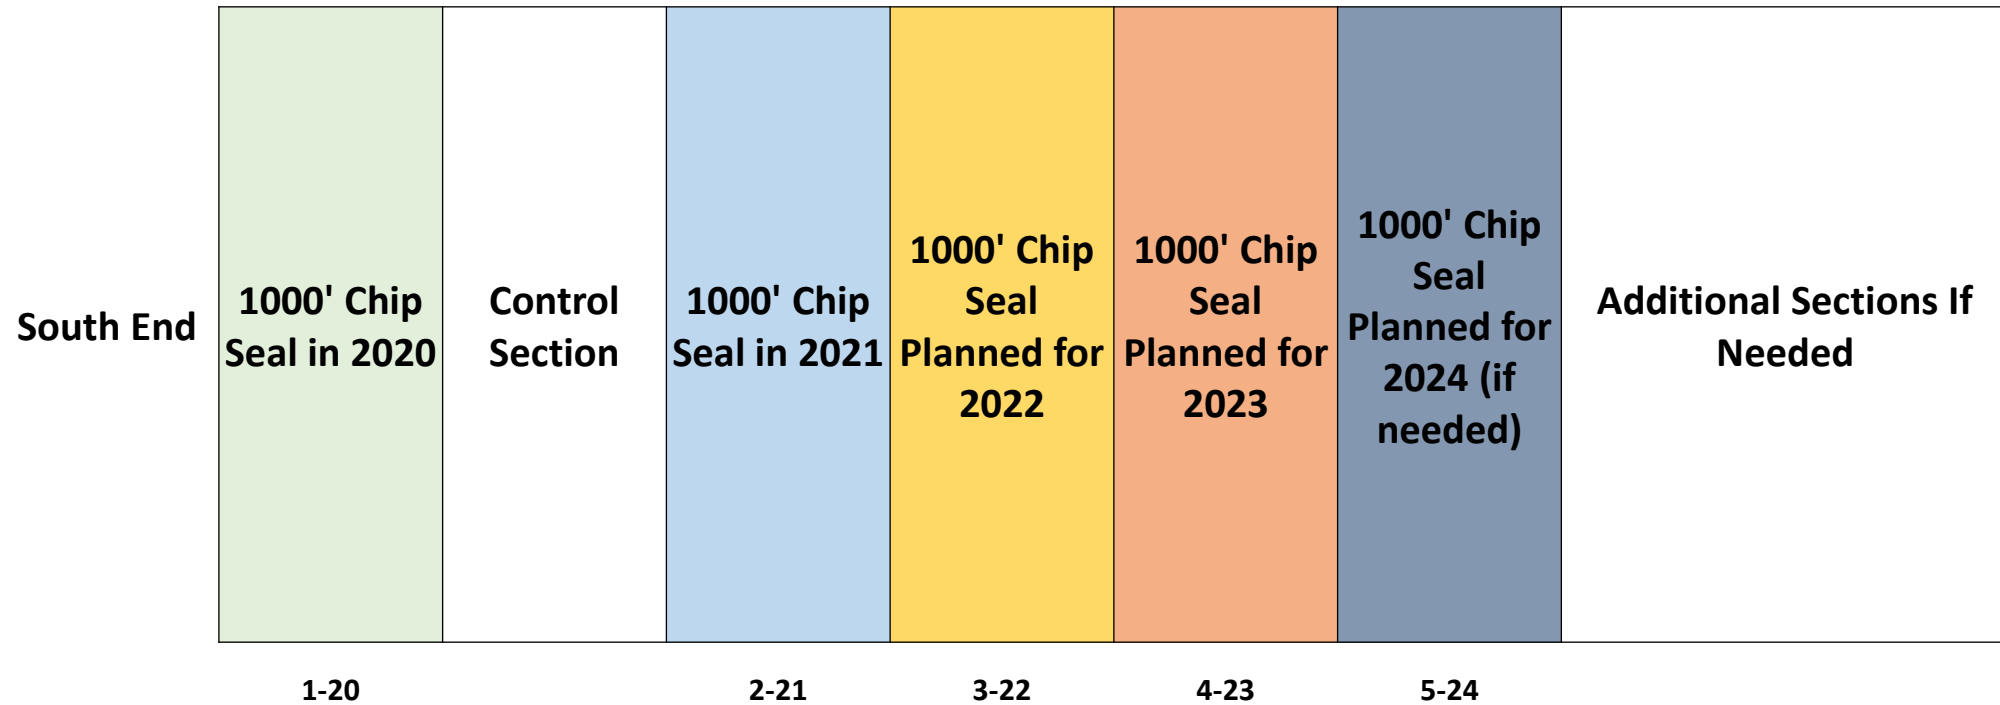 South End
1000' Chip
Seal in 2020
Control
Section
1000' Chip
Seal in 2021
1000' Chip
Seal
Planned for
2022
1000' Chip
Seal
Planned for
2023
1000' Chip
Seal
Planned for
2024 (if
needed)
Additional Sections If
Needed
1-20
2-21
3-22
4-23
5-24